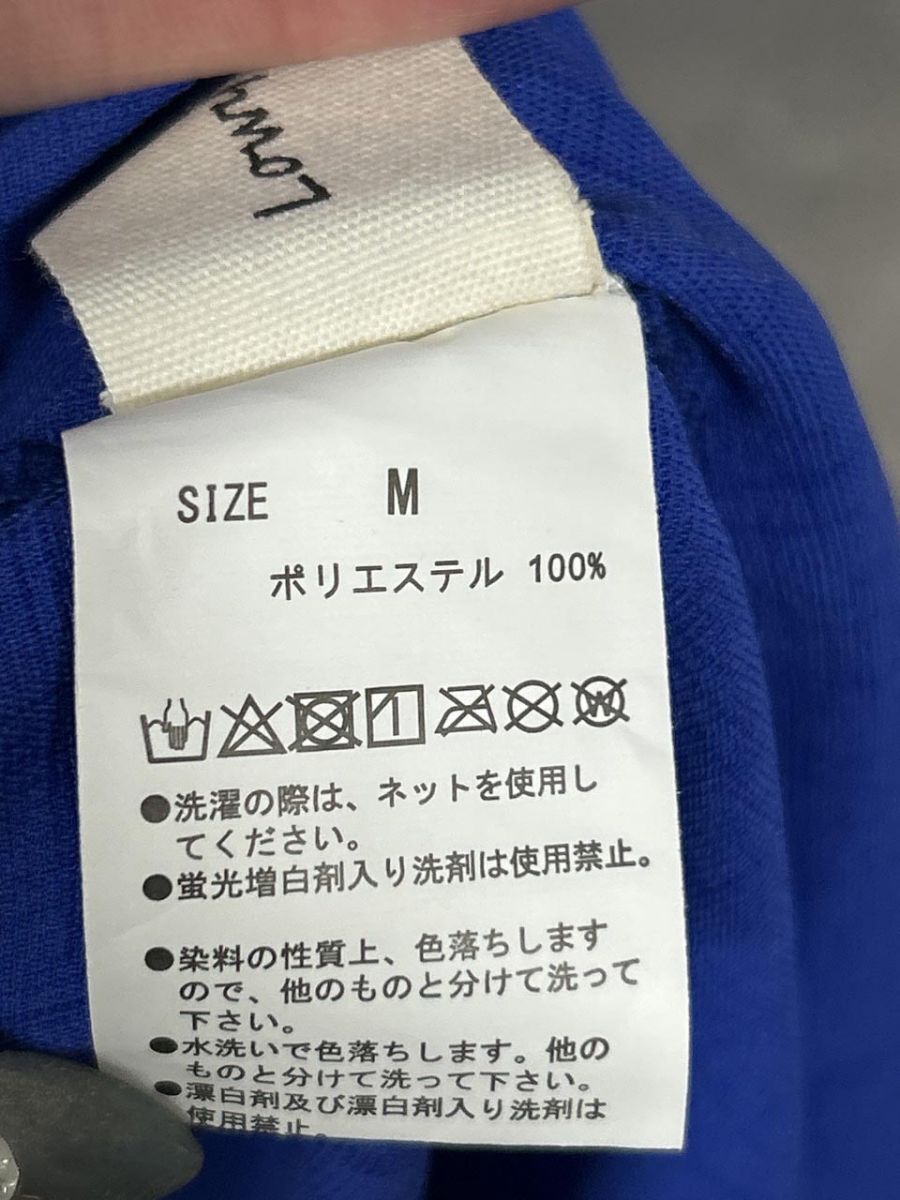 SIZE M
ポリエステル 100%
W
●洗濯の際は、ネットを使用し
てください。
●蛍光増白剤入り洗剤は使用禁止。
●染料の性質上、色落ちします
ので、他のものと分けて洗って
下さい。
●水洗いで色落ちします。他の
ものと分けて洗って下さい。
●漂白剤及び漂白剤入り洗剤は
使用禁止。